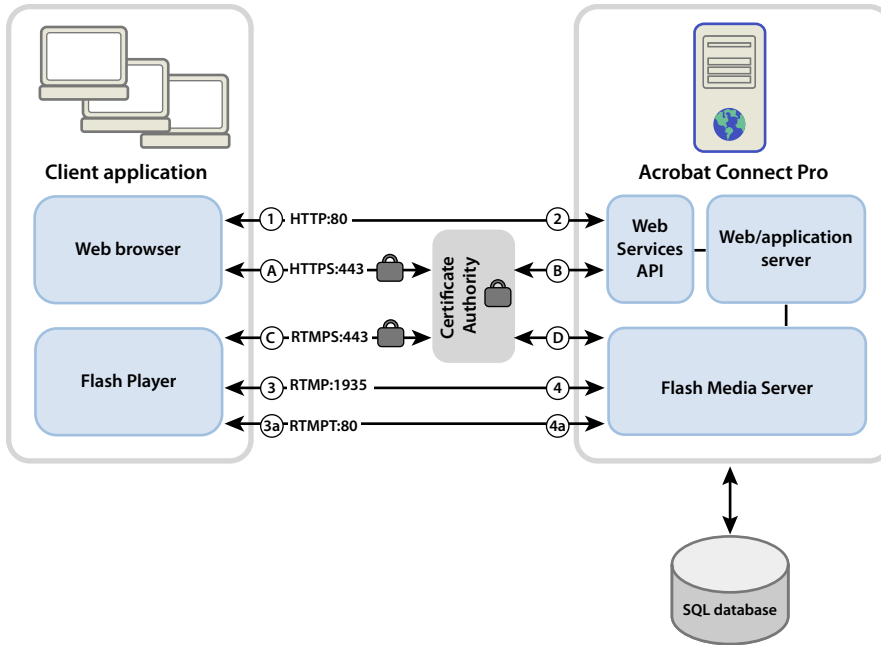 Client application
Acrobat Connect Pro
Web browser
1 HTTP:80 2
Web
Services
API
Web/application
server
A HTTPS:443 B
Certificate
Authority
C RTMPS:443 D
Flash Player
3 RTMP:1935 4
Flash Media Server
3a RTMPT:80 4a
SQL database